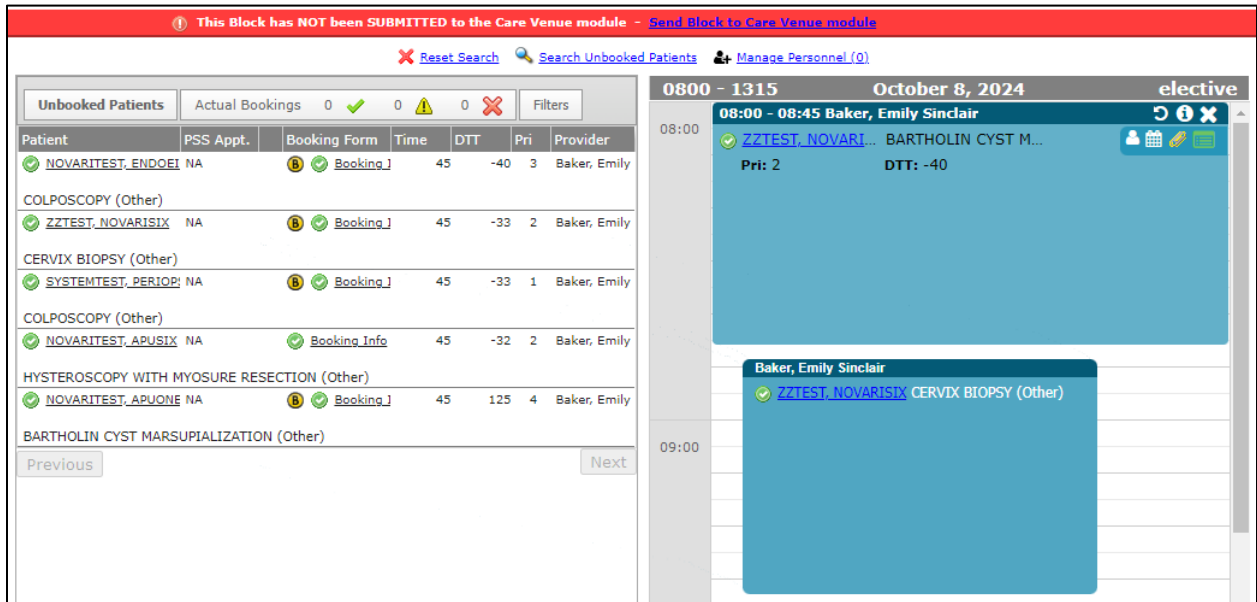 This Block has NOT been SUBMITTED to the Care Venue module - Send Block to Care Venue module
Reset Search Search Unbooked Patients Manage Personnel (0)
Unbooked Patients Actual Bookings 0 0 0 Filters
Patient PSS Appt. Booking Form Time DTT Pri Provider
NOVARITEST, ENDOEI NA B Booking I 45 -40 3 Baker, Emily
COLPOSCOPY (Other)
ZZTEST, NOVARISIX NA B Booking I 45 -33 2 Baker, Emily
CERVIX BIOPSY (Other)
SYSTEMTEST, PERIOP NA B Booking I 45 -33 1 Baker, Emily
COLPOSCOPY (Other)
NOVARITEST, APUSIX NA Booking Info 45 -32 2 Baker, Emily
HYSTEROSCOPY WITH MYOSURE RESECTION (Other)
NOVARITEST, APUONE NA B Booking I 45 125 4 Baker, Emily
BARTHOLIN CYST MARSUPIALIZATION (Other)
Previous Next
0800 - 1315 October 8, 2024 elective
08:00 - 08:45 Baker, Emily Sinclair
08:00
ZZTEST, NOVARI... BARTHOLIN CYST M...
Pri: 2 DTT: -40
Baker, Emily Sinclair
ZZTEST, NOVARISIX CERVIX BIOPSY (Other)
09:00